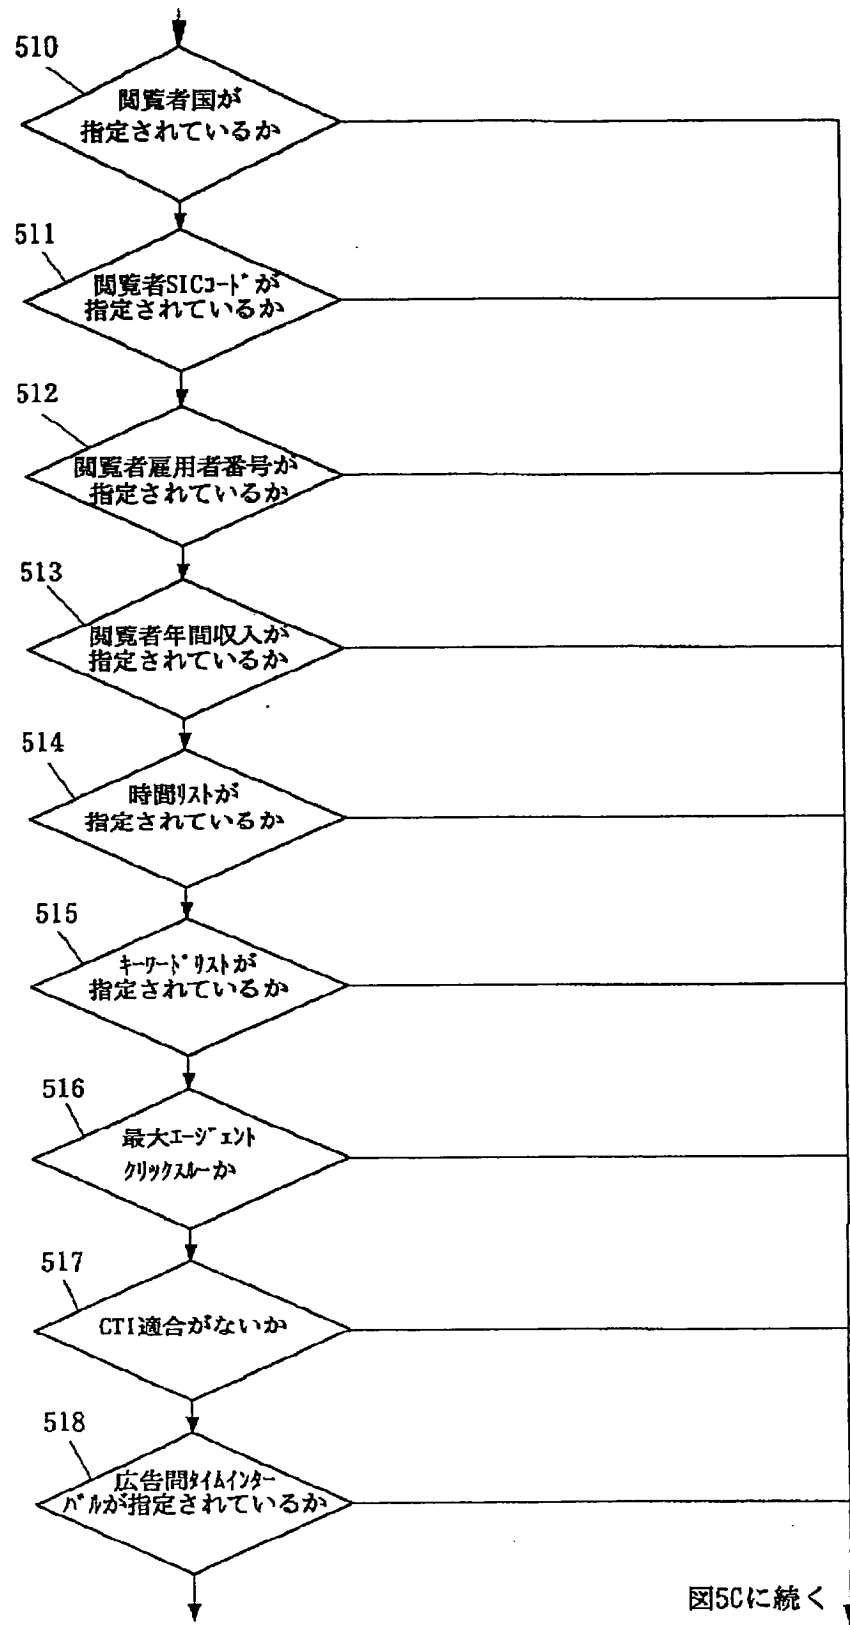 510
閲覧者国が
指定されているか
511
閲覧者SICｺｰﾄﾞが
指定されているか
512
閲覧者雇用者番号が
指定されているか
513
閲覧者年間収入が
指定されているか
514
時間ﾘｽﾄが
指定されているか
515
ｷｰﾜｰﾄﾞﾘｽﾄが
指定されているか
516
最大ｴｰｼﾞｪﾝﾄ
ｸﾘｯｸｽﾙｰか
517
CTI適合がないか
518
広告間ﾀｲﾑｲﾝﾀｰ
ﾊﾞﾙが指定されているか
図5Cに続く